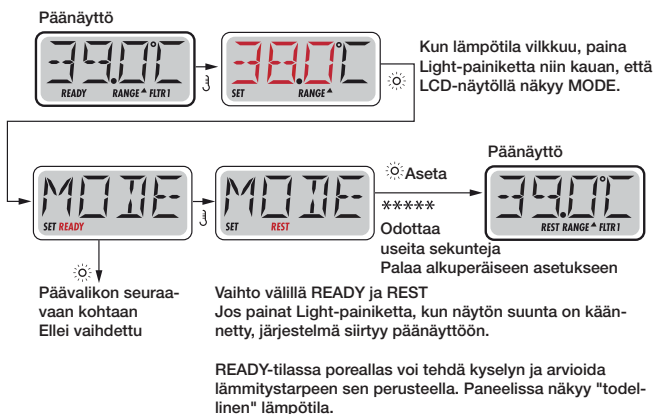 Päänäyttö
39.0°C
READY RANGE FLTR1
38.0°C
SET RANGE
Kun lämpötila vilkkuu, paina
Light-painiketta niin kauan, että
LCD-näytöllä näkyy MODE.
MODE
SET READY
MODE
SET REST
Aseta
*****
Odottaa
useita sekunteja
Palaa alkuperäiseen asetukseen
Päänäyttö
39.0°C
REST RANGE FLTR1
Päävalikon seuraa-
vaan kohtaan
Ellei vaihdettu
Vaihto välillä READY ja REST
Jos painat Light-painiketta, kun näytön suunta on kään-
netty, järjestelmä siirtyy päänäyttöön.
READY-tilassa poreallas voi tehdä kyselyn ja arvioida
lämmitystarpeen sen perusteella. Paneelissa näkyy "todel-
linen" lämpötila.